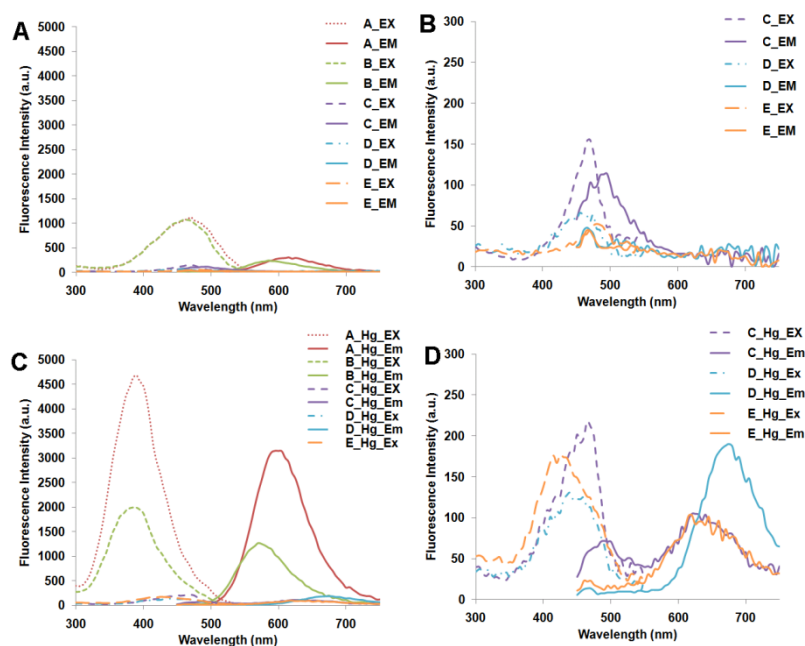 A
Fluorescence Intensity (a.u.)
5000
4500
4000
3500
3000
2500
2000
1500
1000
500
0
300 400 500 600 700
Wavelength (nm)
A_EX
A_EM
B_EX
B_EM
C_EX
C_EM
D_EX
D_EM
E_EX
E_EM
B
Fluorescence Intensity (a.u.)
300
250
200
150
100
50
0
300 400 500 600 700
Wavelength (nm)
C_EX
C_EM
D_EX
D_EM
E_EX
E_EM
C
Fluorescence Intensity (a.u.)
5000
4500
4000
3500
3000
2500
2000
1500
1000
500
0
300 400 500 600 700
Wavelength (nm)
A_Hg_EX
A_Hg_Em
B_Hg_EX
B_Hg_Em
C_Hg_EX
C_Hg_Em
D_Hg_Ex
D_Hg_Em
E_Hg_Ex
D
Fluorescence Intensity (a.u.)
300
250
200
150
100
50
0
300 400 500 600 700
Wavelength (nm)
C_Hg_EX
C_Hg_Em
D_Hg_Ex
D_Hg_Em
E_Hg_Ex
E_Hg_Em